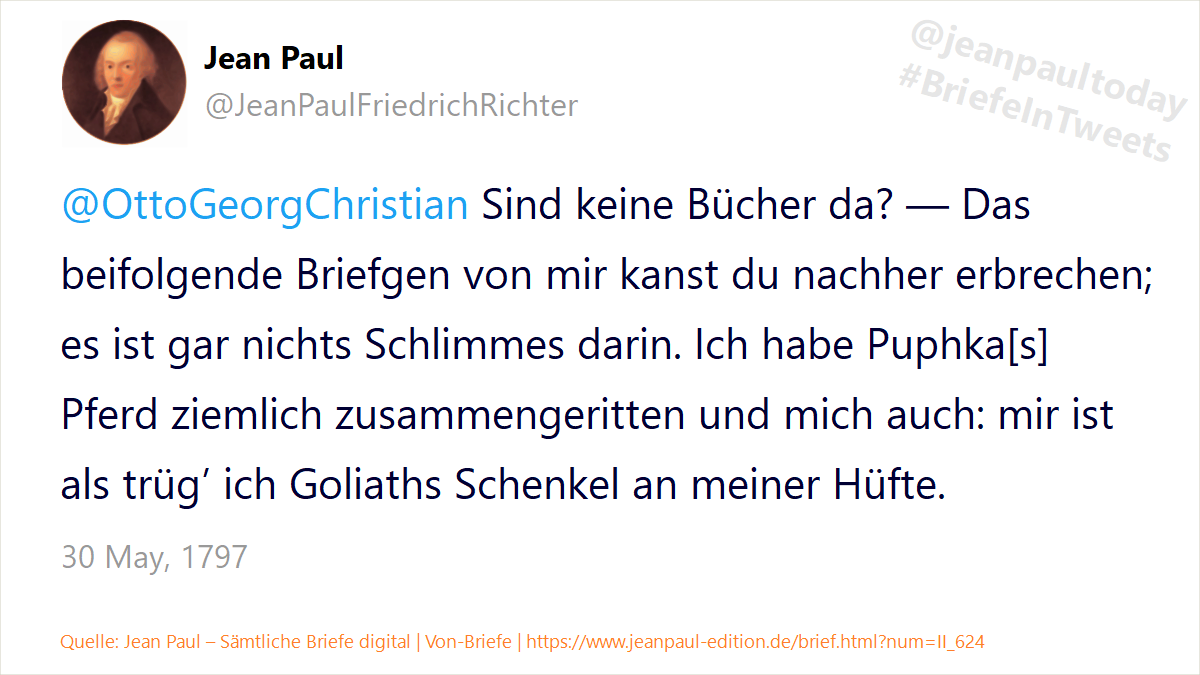 Jean Paul
@JeanPaulFriedrichRichter
@jeanpaultoday
#BriefeInTweets
@OttoGeorgChristian Sind keine Bücher da? — Das
beifolgende Briefgen von mir kanst du nachher erbrechen;
es ist gar nichts Schlimmes darin. Ich habe Puphka[s]
Pferd ziemlich zusammengeritten und mich auch: mir ist
als trüg’ ich Goliaths Schenkel an meiner Hüfte.
30 May, 1797
Quelle: Jean Paul – Sämtliche Briefe digital | Von-Briefe | https://www.jeanpaul-edition.de/brief.html?num=II_624